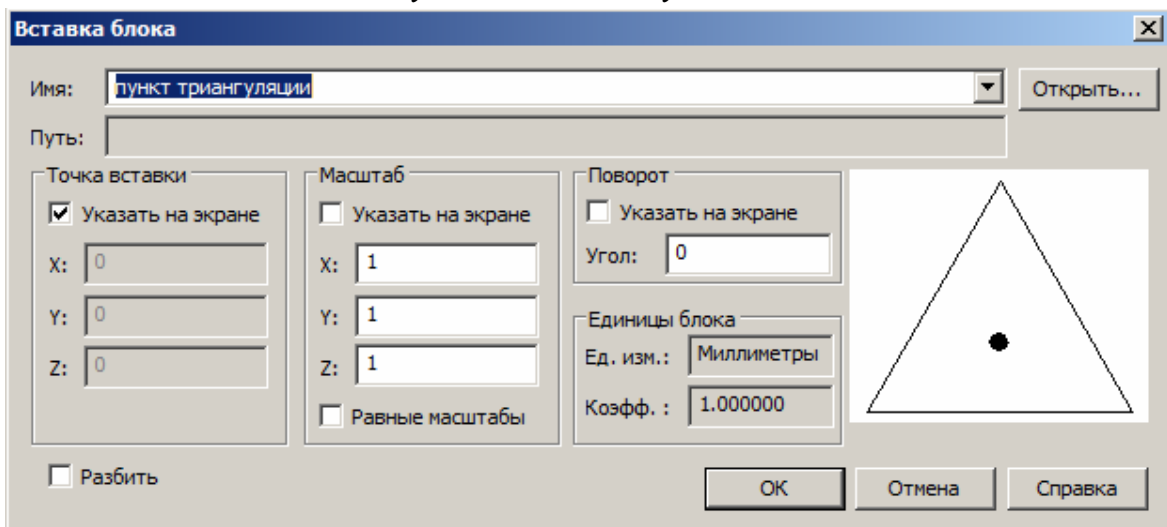 Вставка блока
Имя: пункт триангуляции Открыть...
Путь:
Точка вставки Масштаб Поворот
Указать на экране Указать на экране Указать на экране
X: 0 X: 1 Угол: 0
Y: 0 Y: 1 Единицы блока
Z: 0 Z: 1 Ед. изм.: Миллиметры
Равные масштабы Коэфф. : 1.000000
Разбить OK Отмена Справка